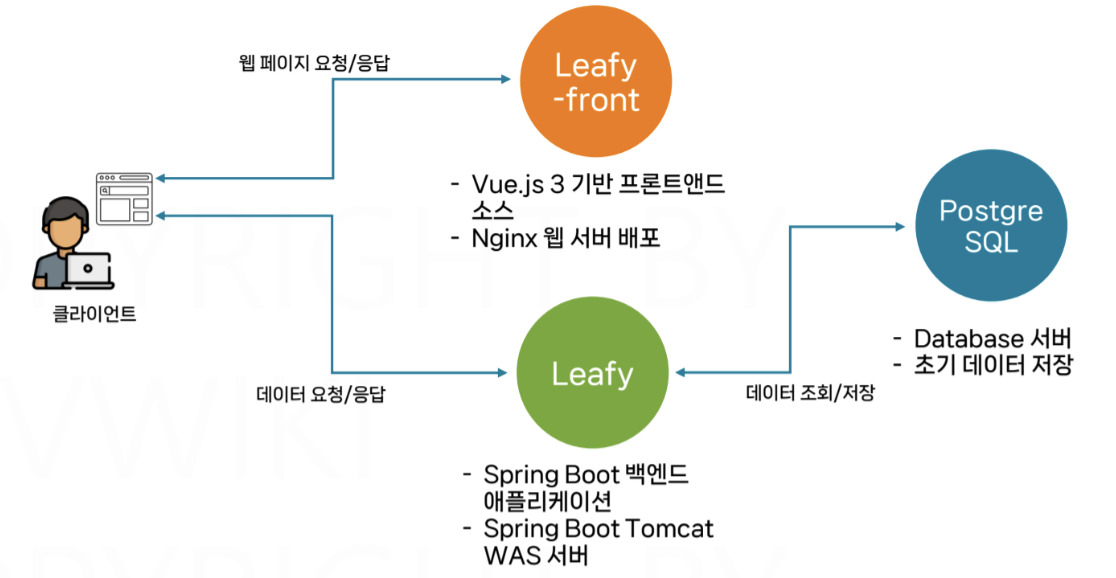 웹 페이지 요청/응답
Leafy
-front
- Vue.js 3 기반 프론트앤드
소스
- Nginx 웹 서버 배포
클라이언트
Postgre
SQL
- Database 서버
- 초기 데이터 저장
Leafy
데이터 요청/응답
데이터 조회/저장
- Spring Boot 백엔드
애플리케이션
- Spring Boot Tomcat
WAS 서버
OPYRIGHT BY
VWIKI